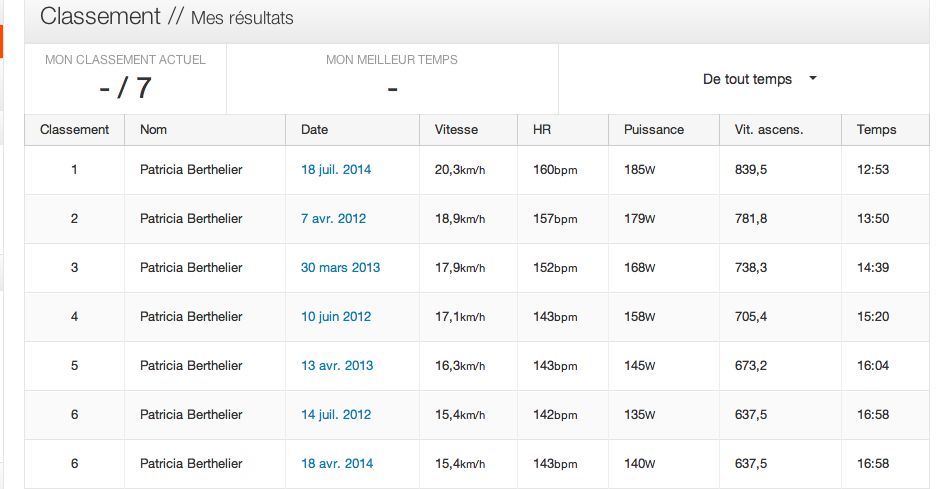 Classement // Mes résultats
MON CLASSEMENT ACTUEL MON MEILLEUR TEMPS De tout temps
- / 7 -
Classement Nom Date Vitesse HR Puissance Vit. ascens. Temps
1 Patricia Berthelier 18 juil. 2014 20,3km/h 160bpm 185W 839,5 12:53
2 Patricia Berthelier 7 avr. 2012 18,9km/h 157bpm 179W 781,8 13:50
3 Patricia Berthelier 30 mars 2013 17,9km/h 152bpm 168W 738,3 14:39
4 Patricia Berthelier 10 juin 2012 17,1km/h 143bpm 158W 705,4 15:20
5 Patricia Berthelier 13 avr. 2013 16,3km/h 143bpm 145W 673,2 16:04
6 Patricia Berthelier 14 juil. 2012 15,4km/h 142bpm 135W 637,5 16:58
6 Patricia Berthelier 18 avr. 2014 15,4km/h 143bpm 140W 637,5 16:58